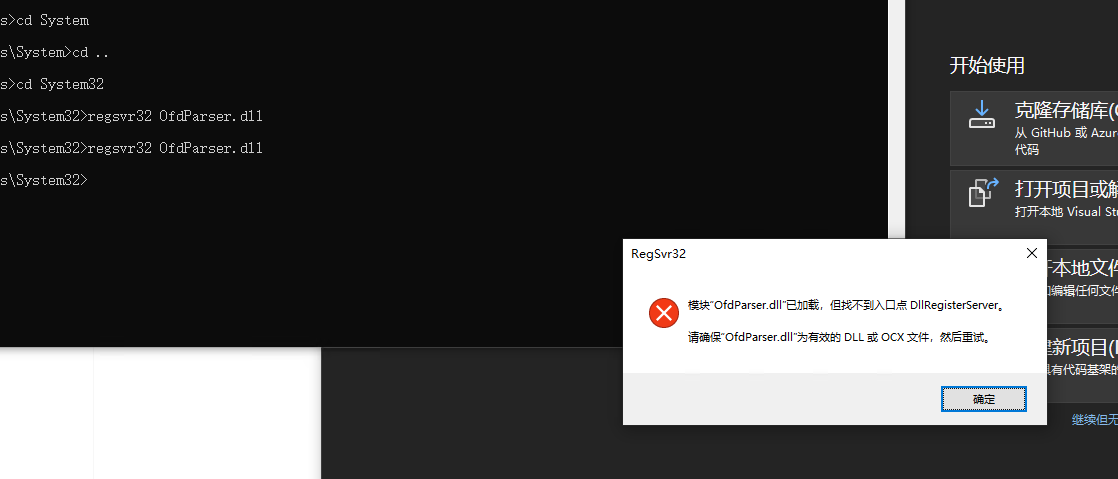 s>cd System
s\System>cd ..
s>cd System32
s\System32>regsvr32 OfdParser.dll
s\System32>regsvr32 OfdParser.dll
s\System32>
开始使用
克隆存储库(
从 GitHub 或 Azur
代码
打开项目或解
打开本地 Visual Stu
本地文件
编辑任何文件
建新项目(
具有代码基架的
继续但无
RegSvr32
模块"OfdParser.dll"已加载，但找不到入口点 DllRegisterServer。
请确保"OfdParser.dll"为有效的 DLL 或 OCX 文件，然后重试。
确定